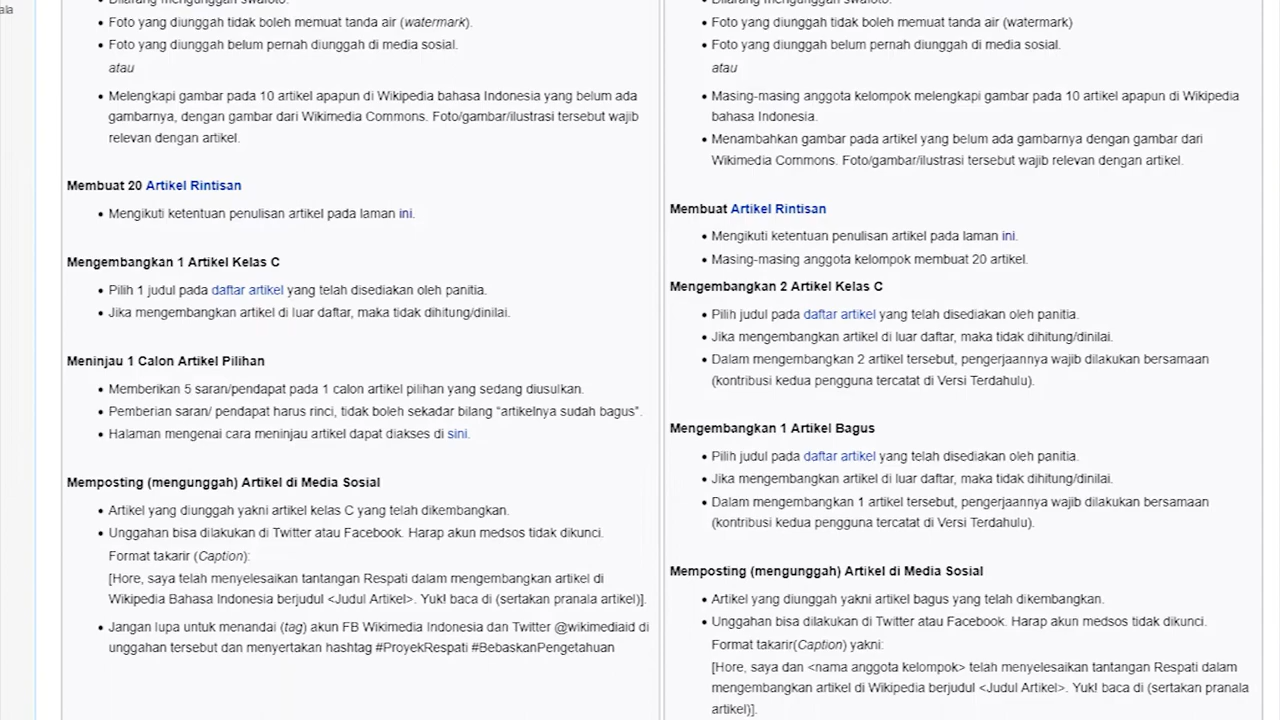 ala
Dilarang mengunggah swafoto.
• Foto yang diunggah tidak boleh memuat tanda air (watermark).
• Foto yang diunggah belum pernah diunggah di media sosial.
atau
• Melengkapi gambar pada 10 artikel apapun di Wikipedia bahasa Indonesia yang belum ada
gambarnya, dengan gambar dari Wikimedia Commons. Foto/gambar/ilustrasi tersebut wajib
relevan dengan artikel.
Membuat 20 Artikel Rintisan
• Mengikuti ketentuan penulisan artikel pada laman ini.
Mengembangkan 1 Artikel Kelas C
• Pilih 1 judul pada daftar artikel yang telah disediakan oleh panitia.
• Jika mengembangkan artikel di luar daftar, maka tidak dihitung/dinilai.
Meninjau 1 Calon Artikel Pilihan
• Memberikan 5 saran/pendapat pada 1 calon artikel pilihan yang sedang diusulkan.
• Pemberian saran/ pendapat harus rinci, tidak boleh sekadar bilang "artikelnya sudah bagus".
• Halaman mengenai cara meninjau artikel dapat diakses di sini.
Memposting (mengunggah) Artikel di Media Sosial
• Artikel yang diunggah yakni artikel kelas C yang telah dikembangkan.
• Unggahan bisa dilakukan di Twitter atau Facebook. Harap akun medsos tidak dikunci.
Format takarir (Caption):
[Hore, saya telah menyelesaikan tantangan Respati dalam mengembangkan artikel di
Wikipedia Bahasa Indonesia berjudul <Judul Artikel>. Yuk! baca di (sertakan pranala artikel)].
• Jangan lupa untuk menandai (tag) akun FB Wikimedia Indonesia dan Twitter @wikimediaid di
unggahan tersebut dan menyertakan hashtag #ProyekRespati #BebaskanPengetahuan
Dilarang mengunggah swafoto.
• Foto yang diunggah tidak boleh memuat tanda air (watermark)
• Foto yang diunggah belum pernah diunggah di media sosial.
atau
• Masing-masing anggota kelompok melengkapi gambar pada 10 artikel apapun di Wikipedia
bahasa Indonesia.
• Menambahkan gambar pada artikel yang belum ada gambarnya dengan gambar dari
Wikimedia Commons. Foto/gambar/ilustrasi tersebut wajib relevan dengan artikel.
Membuat Artikel Rintisan
• Mengikuti ketentuan penulisan artikel pada laman ini.
• Masing-masing anggota kelompok membuat 20 artikel.
Mengembangkan 2 Artikel Kelas C
• Pilih judul pada daftar artikel yang telah disediakan oleh panitia.
• Jika mengembangkan artikel di luar daftar, maka tidak dihitung/dinilai.
• Dalam mengembangkan 2 artikel tersebut, pengerjaannya wajib dilakukan bersamaan
(kontribusi kedua pengguna tercatat di Versi Terdahulu).
Mengembangkan 1 Artikel Bagus
• Pilih judul pada daftar artikel yang telah disediakan oleh panitia.
• Jika mengembangkan artikel di luar daftar, maka tidak dihitung/dinilai.
• Dalam mengembangkan 1 artikel tersebut, pengerjaannya wajib dilakukan bersamaan
(kontribusi kedua pengguna tercatat di Versi Terdahulu).
Memposting (mengunggah) Artikel di Media Sosial
• Artikel yang diunggah yakni artikel bagus yang telah dikembangkan.
• Unggahan bisa dilakukan di Twitter atau Facebook. Harap akun medsos tidak dikunci.
Format takarir(Caption) yakni:
[Hore, saya dan <nama anggota kelompok> telah menyelesaikan tantangan Respati dalam
mengembangkan artikel di Wikipedia berjudul <Judul Artikel>. Yuk! baca di (sertakan pranala
artikel)].